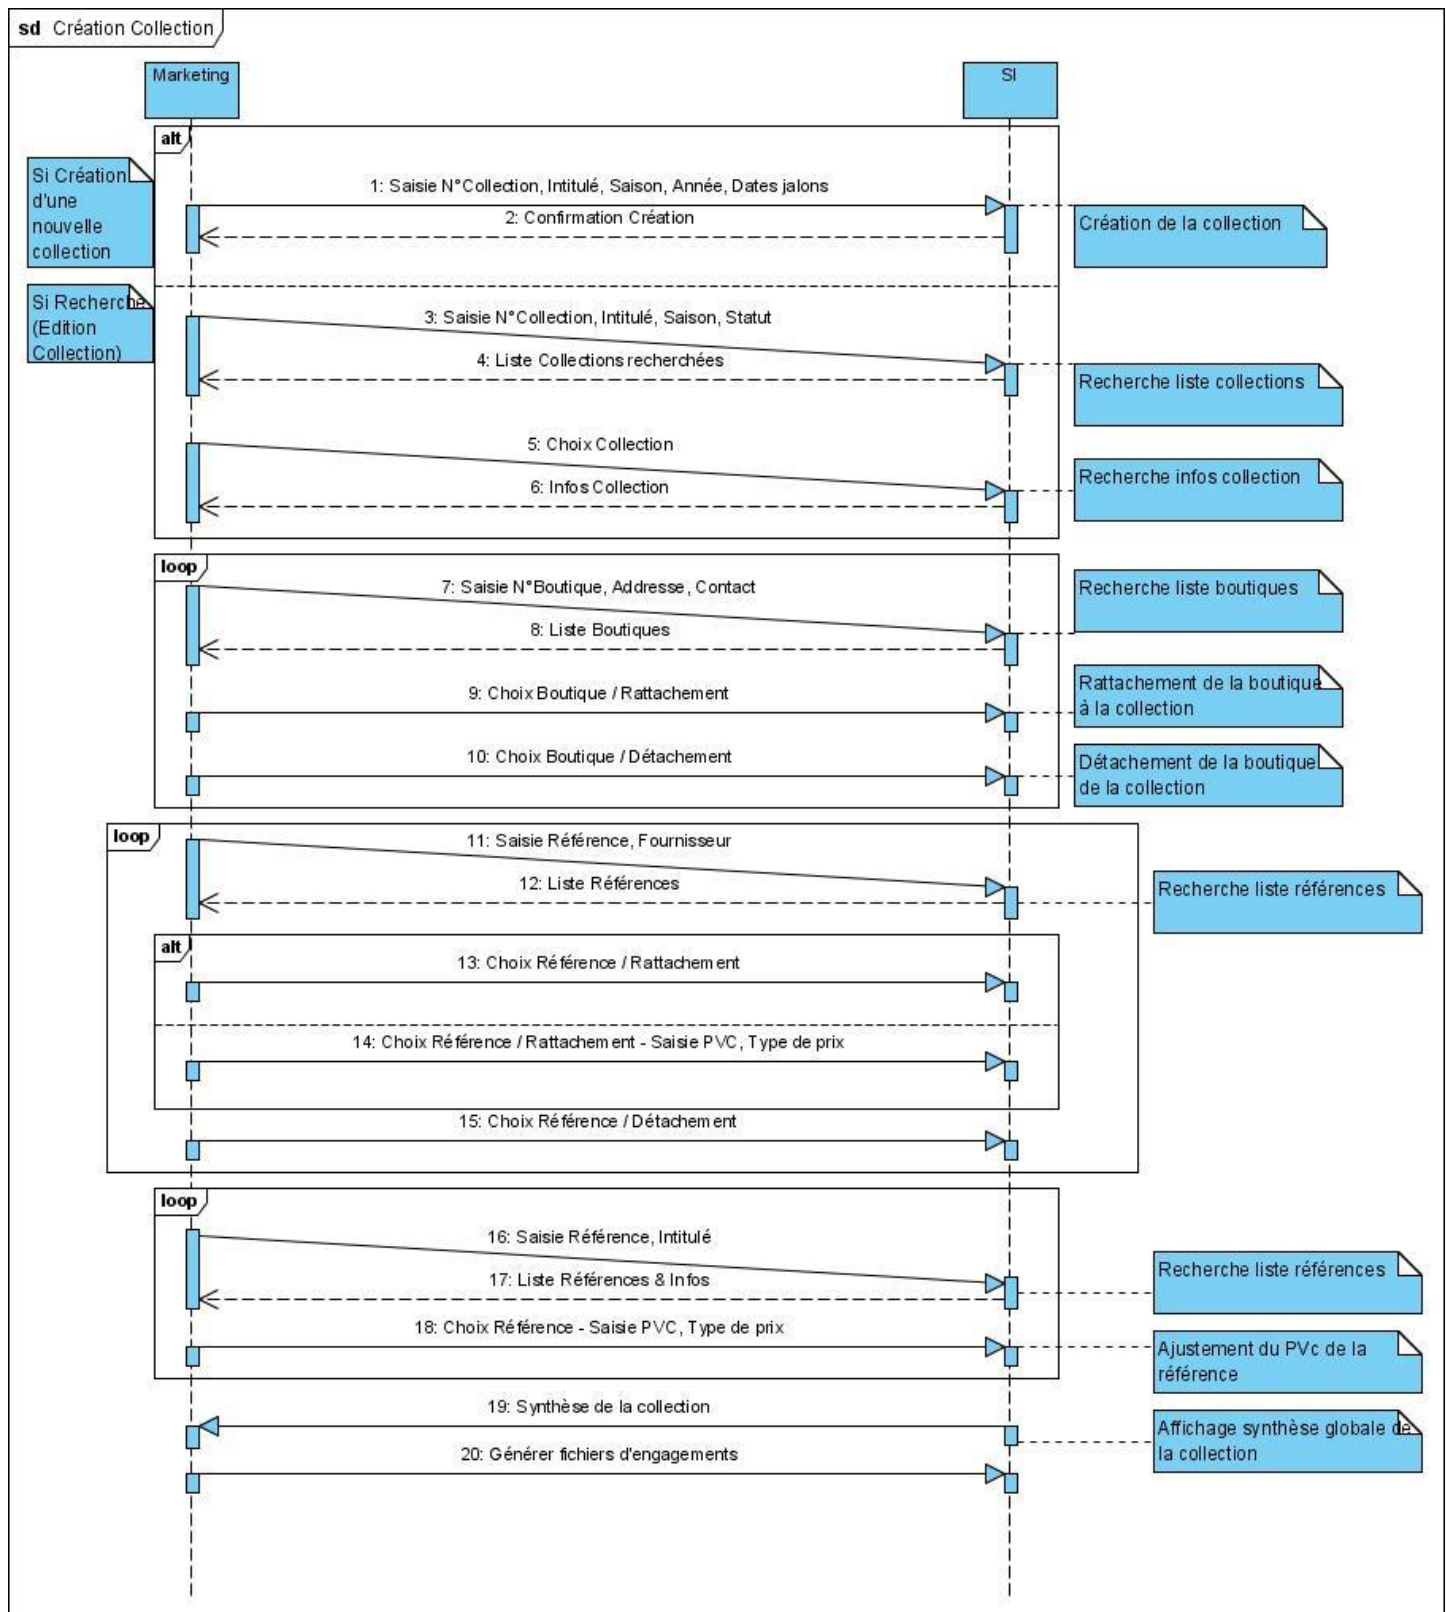 sd Création Collection
Marketing
SI
alt
Si Création
d'une
nouvelle
collection
1: Saisie N°Collection, Intitulé, Saison, Année, Dates jalons
2: Confirmation Création
Création de la collection
Si Recherche
(Edition
Collection)
3: Saisie N°Collection, Intitulé, Saison, Statut
4: Liste Collections recherchées
Recherche liste collections
5: Choix Collection
6: Infos Collection
Recherche infos collection
loop
7: Saisie N°Boutique, Addresse, Contact
8: Liste Boutiques
Recherche liste boutiques
9: Choix Boutique / Rattachement
Rattachement de la boutique
à la collection
10: Choix Boutique / Détachement
Détachement de la boutique
de la collection
loop
11: Saisie Référence, Fournisseur
12: Liste Références
Recherche liste références
alt
13: Choix Référence / Rattachement
14: Choix Référence / Rattachement - Saisie PVC, Type de prix
15: Choix Référence / Détachement
loop
16: Saisie Référence, Intitulé
17: Liste Références & Infos
Recherche liste références
18: Choix Référence - Saisie PVC, Type de prix
Ajustement du PVc de la
référence
19: Synthèse de la collection
Affichage synthèse globale de
la collection
20: Générer fichiers d'engagements